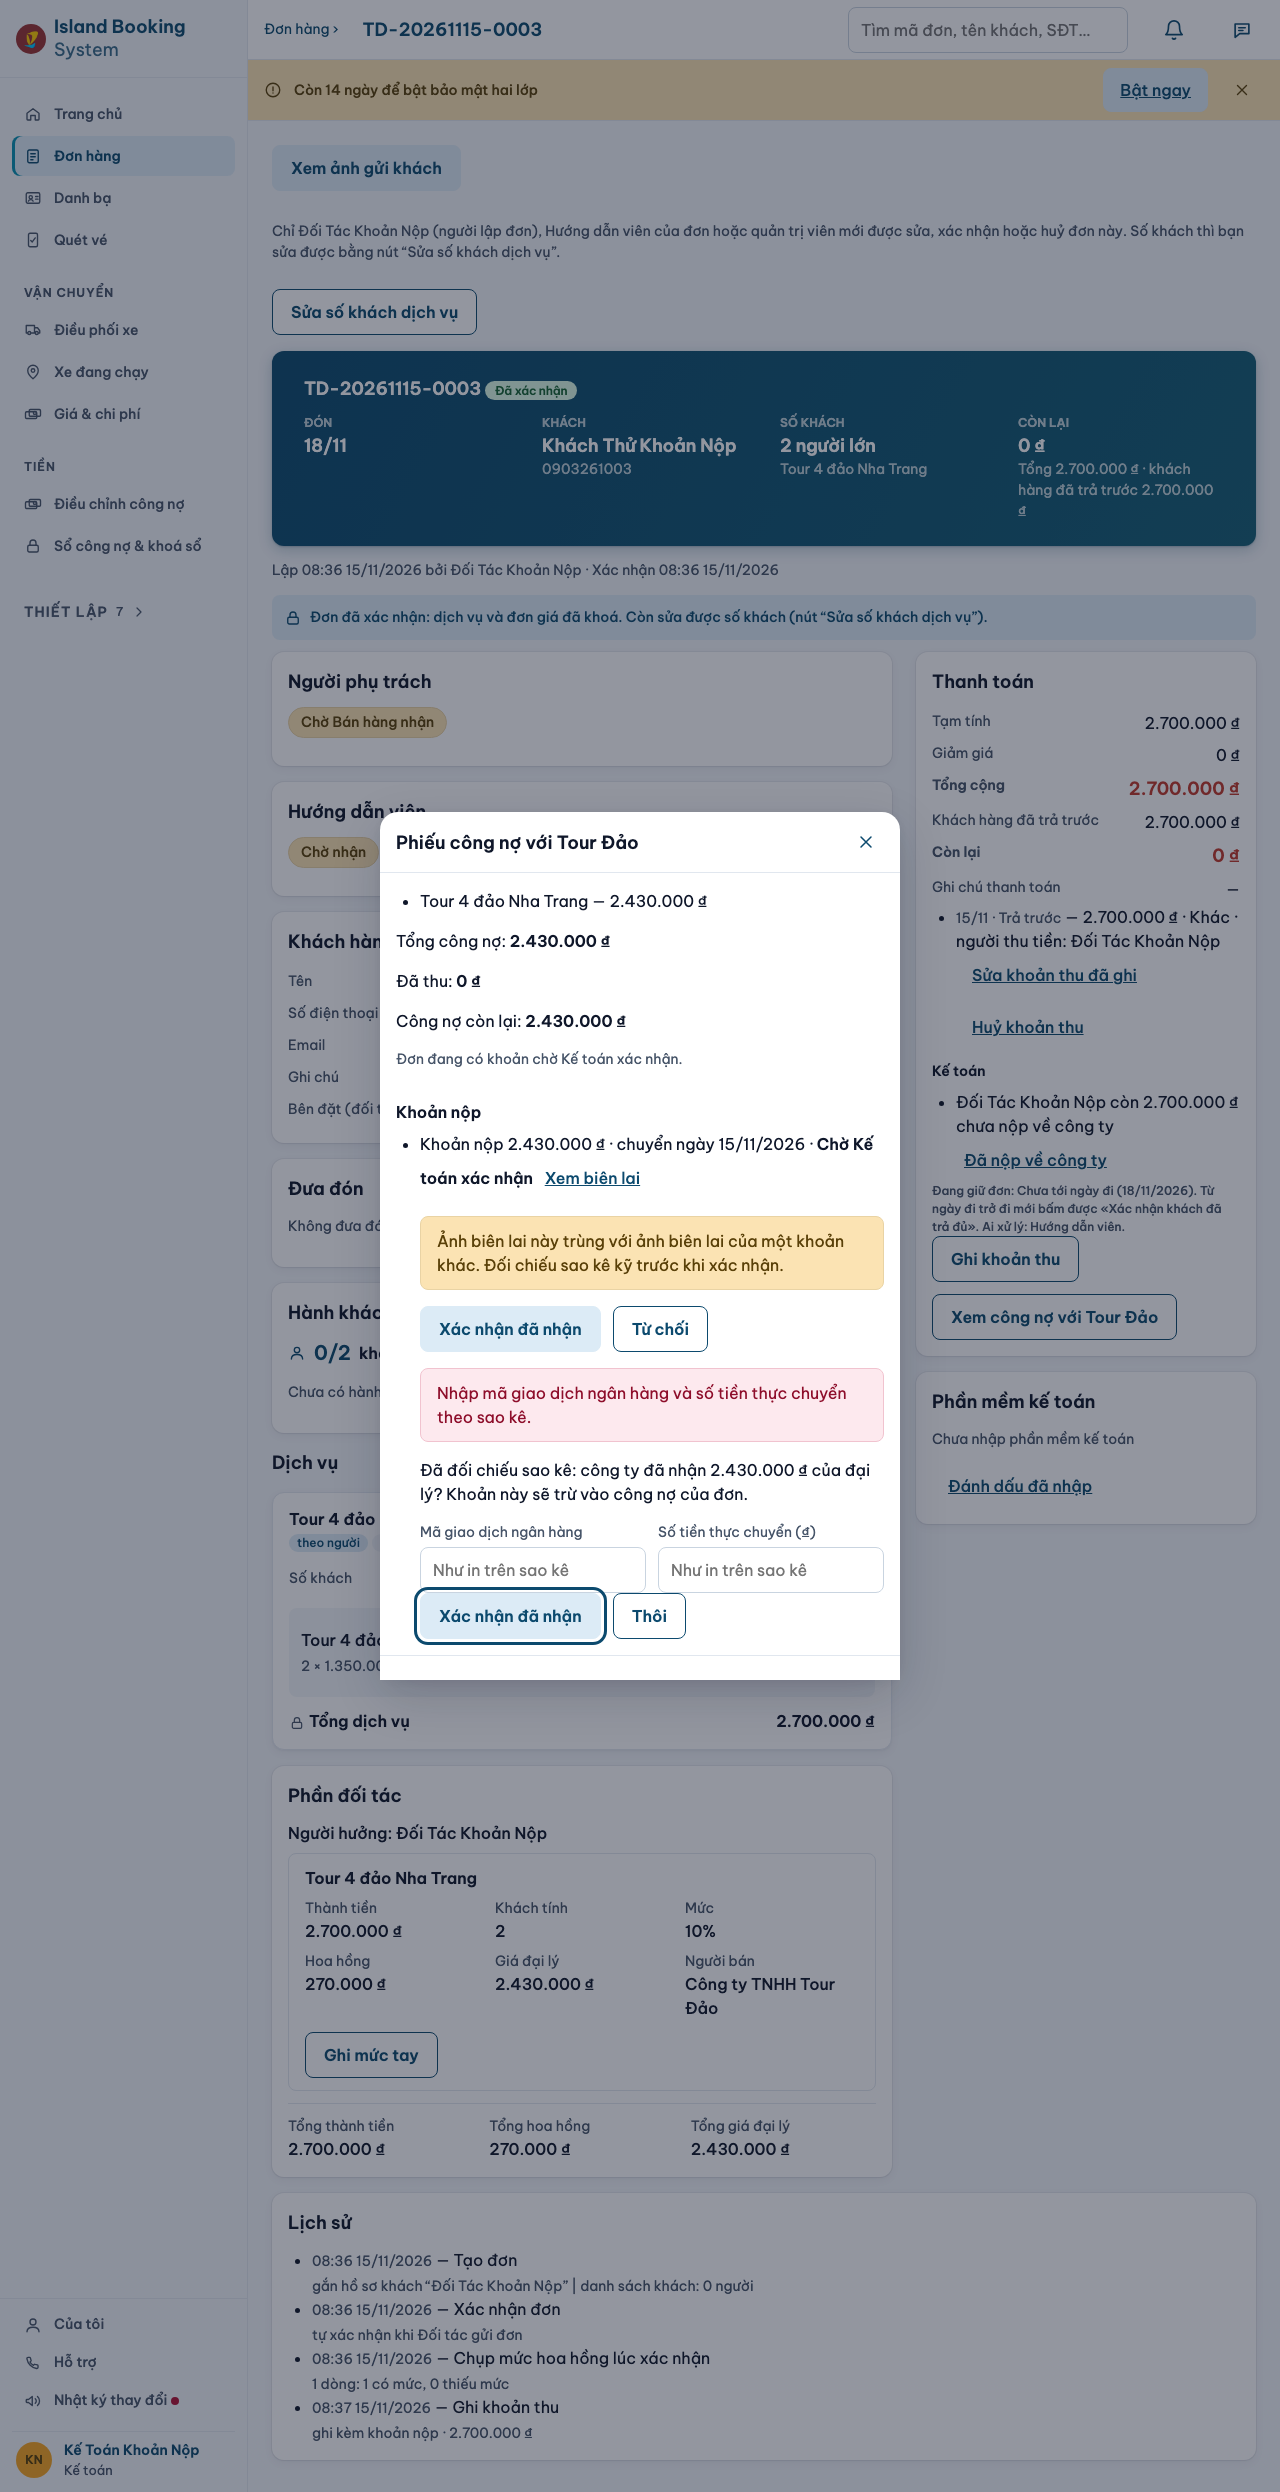 Island Booking
System
Trang chủ
Đơn hàng
Danh bạ
Quét vé
VẬN CHUYỂN
Điều phối xe
Xe đang chạy
Giá & chi phí
TIỀN
Điều chỉnh công nợ
Sổ công nợ & khoá sổ
THIẾT LẬP 7
Của tôi
Hỗ trợ
Nhật ký thay đổi
KN
Kế Toán Khoản Nộp
Kế toán
Đơn hàng ›
TD-20261115-0003
Tìm mã đơn, tên khách, SĐT…
Còn 14 ngày để bật bảo mật hai lớp
Bật ngay
Xem ảnh gửi khách
Chỉ Đối Tác Khoản Nộp (người lập đơn), Hướng dẫn viên của đơn hoặc quản trị viên mới được sửa, xác nhận hoặc huỷ đơn này. Số khách thì bạn
sửa được bằng nút “Sửa số khách dịch vụ”.
Sửa số khách dịch vụ
TD-20261115-0003 Đã xác nhận
ĐÓN
18/11
KHÁCH
Khách Thử Khoản Nộp
0903261003
SỐ KHÁCH
2 người lớn
Tour 4 đảo Nha Trang
CÒN LẠI
0 ₫
Tổng 2.700.000 ₫ · khách
hàng đã trả trước 2.700.000
₫
Lập 08:36 15/11/2026 bởi Đối Tác Khoản Nộp · Xác nhận 08:36 15/11/2026
Đơn đã xác nhận: dịch vụ và đơn giá đã khoá. Còn sửa được số khách (nút “Sửa số khách dịch vụ”).
Người phụ trách
Chờ Bán hàng nhận
Hướng dẫn viên
Chờ nhận
Khách hàn
Tên
Số điện thoại
Email
Ghi chú
Bên đặt (đối t
Đưa đón
Không đưa đó
Hành khác
0/2 kh
Chưa có hành
Dịch vụ
Tour 4 đảo
theo người
Số khách
Tour 4 đảo
2 × 1.350.00
Tổng dịch vụ
2.700.000 ₫
Phiếu công nợ với Tour Đảo
Tour 4 đảo Nha Trang — 2.430.000 ₫
Tổng công nợ: 2.430.000 ₫
Đã thu: 0 ₫
Công nợ còn lại: 2.430.000 ₫
Đơn đang có khoản chờ Kế toán xác nhận.
Khoản nộp
Khoản nộp 2.430.000 ₫ · chuyển ngày 15/11/2026 · Chờ Kế
toán xác nhận Xem biên lai
Ảnh biên lai này trùng với ảnh biên lai của một khoản
khác. Đối chiếu sao kê kỹ trước khi xác nhận.
Xác nhận đã nhận
Từ chối
Nhập mã giao dịch ngân hàng và số tiền thực chuyển
theo sao kê.
Đã đối chiếu sao kê: công ty đã nhận 2.430.000 ₫ của đại
lý? Khoản này sẽ trừ vào công nợ của đơn.
Mã giao dịch ngân hàng
Số tiền thực chuyển (₫)
Như in trên sao kê
Như in trên sao kê
Xác nhận đã nhận
Thôi
Thanh toán
Tạm tính 2.700.000 ₫
Giảm giá 0 ₫
Tổng cộng 2.700.000 ₫
Khách hàng đã trả trước 2.700.000 ₫
Còn lại 0 ₫
Ghi chú thanh toán —
15/11 · Trả trước — 2.700.000 ₫ · Khác ·
người thu tiền: Đối Tác Khoản Nộp
Sửa khoản thu đã ghi
Huỷ khoản thu
Kế toán
Đối Tác Khoản Nộp còn 2.700.000 ₫
chưa nộp về công ty
Đã nộp về công ty
Đang giữ đơn: Chưa tới ngày đi (18/11/2026). Từ
ngày đi trở đi mới bấm được «Xác nhận khách đã
trả đủ». Ai xử lý: Hướng dẫn viên.
Ghi khoản thu
Xem công nợ với Tour Đảo
Phần mềm kế toán
Chưa nhập phần mềm kế toán
Đánh dấu đã nhập
Phần đối tác
Người hưởng: Đối Tác Khoản Nộp
Tour 4 đảo Nha Trang
Thành tiền
2.700.000 ₫
Khách tính
2
Mức
10%
Hoa hồng
270.000 ₫
Giá đại lý
2.430.000 ₫
Người bán
Công ty TNHH Tour
Đảo
Ghi mức tay
Tổng thành tiền
2.700.000 ₫
Tổng hoa hồng
270.000 ₫
Tổng giá đại lý
2.430.000 ₫
Lịch sử
08:36 15/11/2026 — Tạo đơn
gắn hồ sơ khách “Đối Tác Khoản Nộp” | danh sách khách: 0 người
08:36 15/11/2026 — Xác nhận đơn
tự xác nhận khi Đối tác gửi đơn
08:36 15/11/2026 — Chụp mức hoa hồng lúc xác nhận
1 dòng: 1 có mức, 0 thiếu mức
08:37 15/11/2026 — Ghi khoản thu
ghi kèm khoản nộp · 2.700.000 ₫